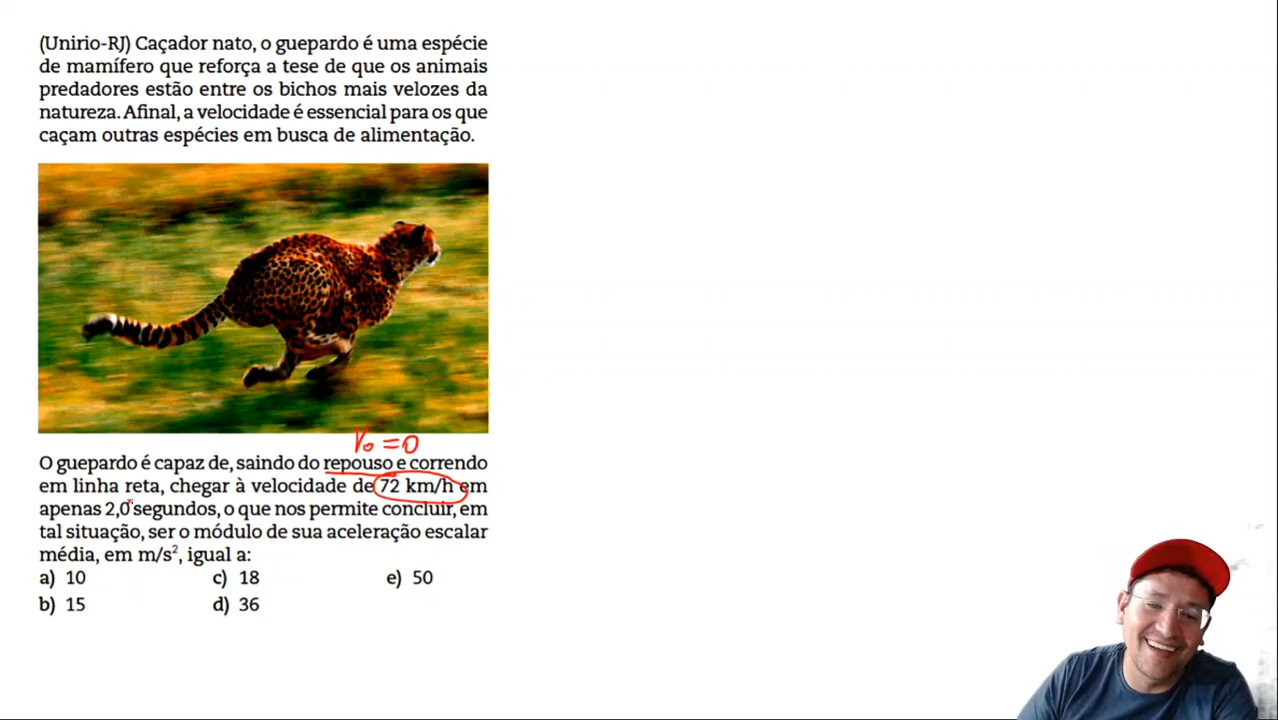 (Unirio-RJ) Caçador nato, o guepardo é uma espécie
de mamífero que reforça a tese de que os animais
predadores estão entre os bichos mais velozes da
natureza. Afinal, a velocidade é essencial para os que
caçam outras espécies em busca de alimentação.
V₀ = 0
O guepardo é capaz de, saindo do repouso e correndo
em linha reta, chegar à velocidade de 72 km/h em
apenas 2,0 segundos, o que nos permite concluir, em
tal situação, ser o módulo de sua aceleração escalar
média, em m/s², igual a:
a) 10 c) 18 e) 50
b) 15 d) 36